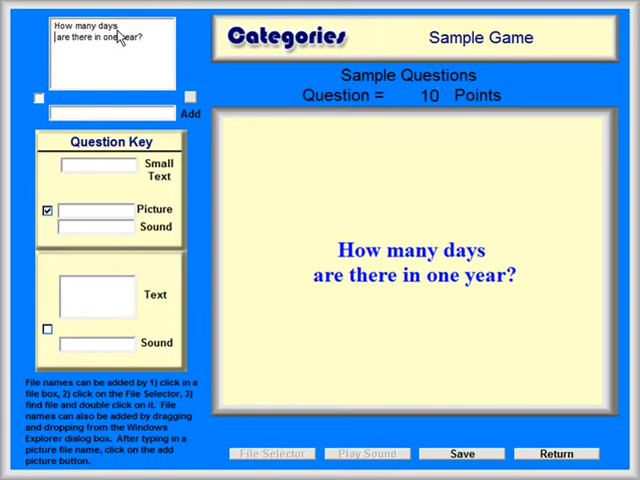 How many days
are there in one year?
Add
Question Key
Small
Text
Picture
Sound
Text
Sound
File names can be added by 1) click in a
file box, 2) click on the File Selector, 3)
find file and double click on it. File
names can also be added by dragging
and dropping from the Windows
Explorer dialog box. After typing in a
picture file name, click on the add
picture button.
Categories
Sample Game
Sample Questions
Question = 10 Points
How many days
are there in one year?
File Selector
Play Sound
Save
Return